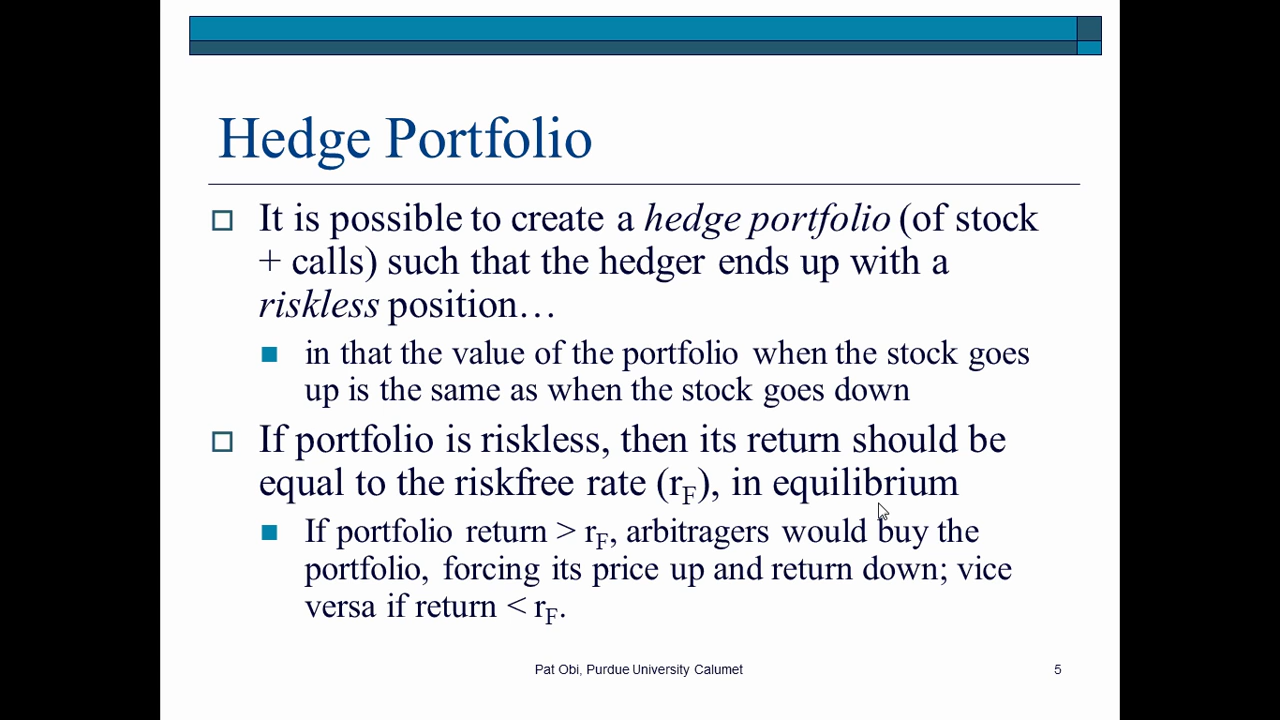 Hedge Portfolio
It is possible to create a hedge portfolio (of stock
+ calls) such that the hedger ends up with a
riskless position…
in that the value of the portfolio when the stock goes
up is the same as when the stock goes down
If portfolio is riskless, then its return should be
equal to the riskfree rate (rF), in equilibrium
If portfolio return > rF, arbitragers would buy the
portfolio, forcing its price up and return down; vice
versa if return < rF.
Pat Obi, Purdue University Calumet 5